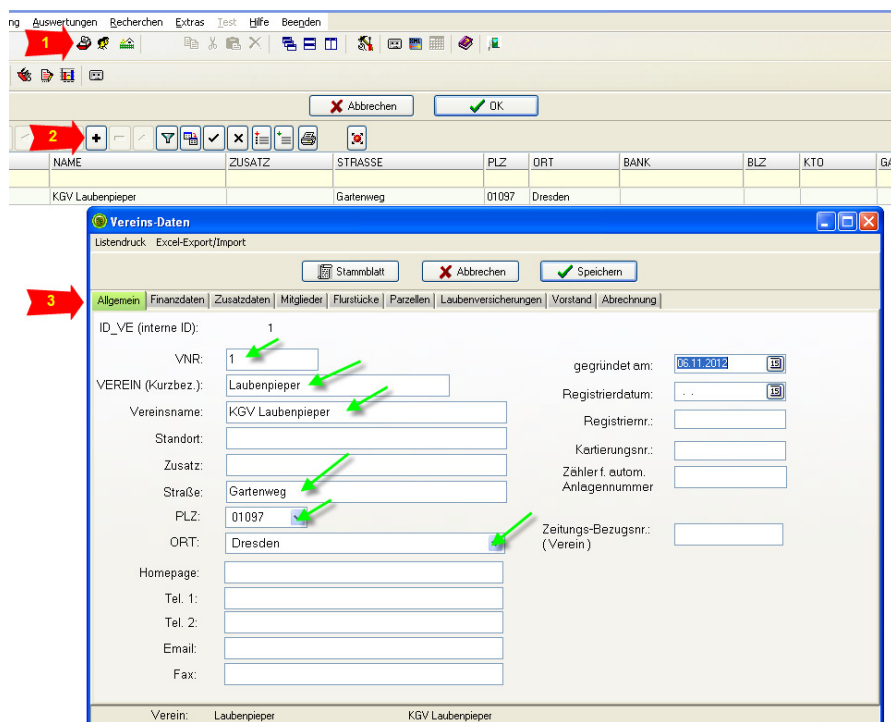 ng Auswertungen Recherchen Extras Test Hilfe Beenden
1
Abbrechen OK
2
NAME ZUSATZ STRASSE PLZ ORT BANK BLZ KTO GA
KGV Laubenpieper Gartenweg 01097 Dresden
Vereins-Daten
Listendruck Excel-Export/Import
Stammblatt Abbrechen Speichern
3
Allgemein Finanzdaten Zusatzdaten Mitglieder Flurstücke Parzellen Laubenversicherungen Vorstand Abrechnung
ID_VE (interne ID): 1
VNR: 1
gegründet am: 06.11.2012 15
VEREIN (Kurzbez.): Laubenpieper
Registrierdatum: . . 15
Vereinsname: KGV Laubenpieper
Registriernr.:
Standort:
Kartierungsnr.:
Zusatz:
Zähler f. autom.
Anlagennummer
Straße: Gartenweg
PLZ: 01097
Zeitungs-Bezugsnr.:
(Verein)
ORT: Dresden
Homepage:
Tel. 1:
Tel. 2:
Email:
Fax:
Verein: Laubenpieper KGV Laubenpieper